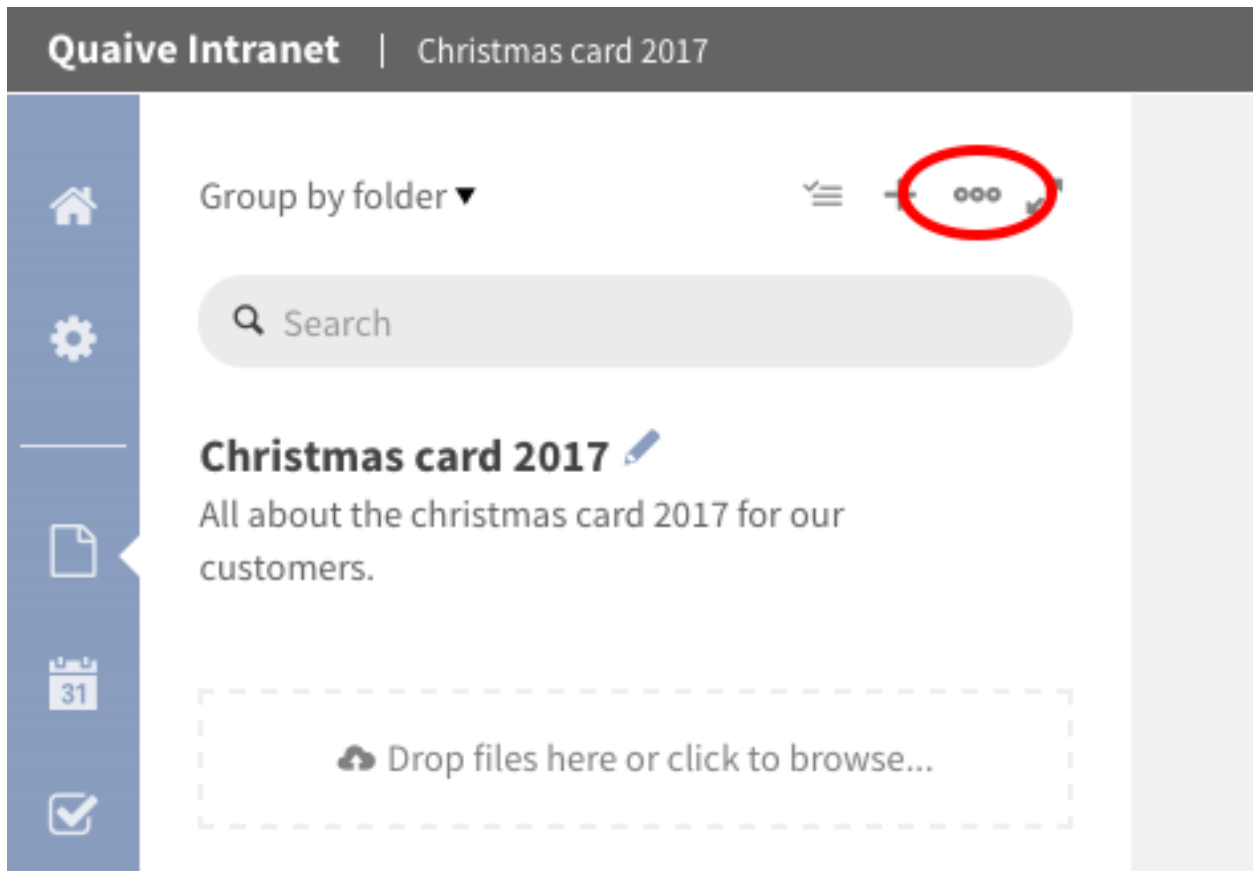 Quaive Intranet | Christmas card 2017
Group by folder
Search
Christmas card 2017
All about the christmas card 2017 for our
customers.
31
Drop files here or click to browse...